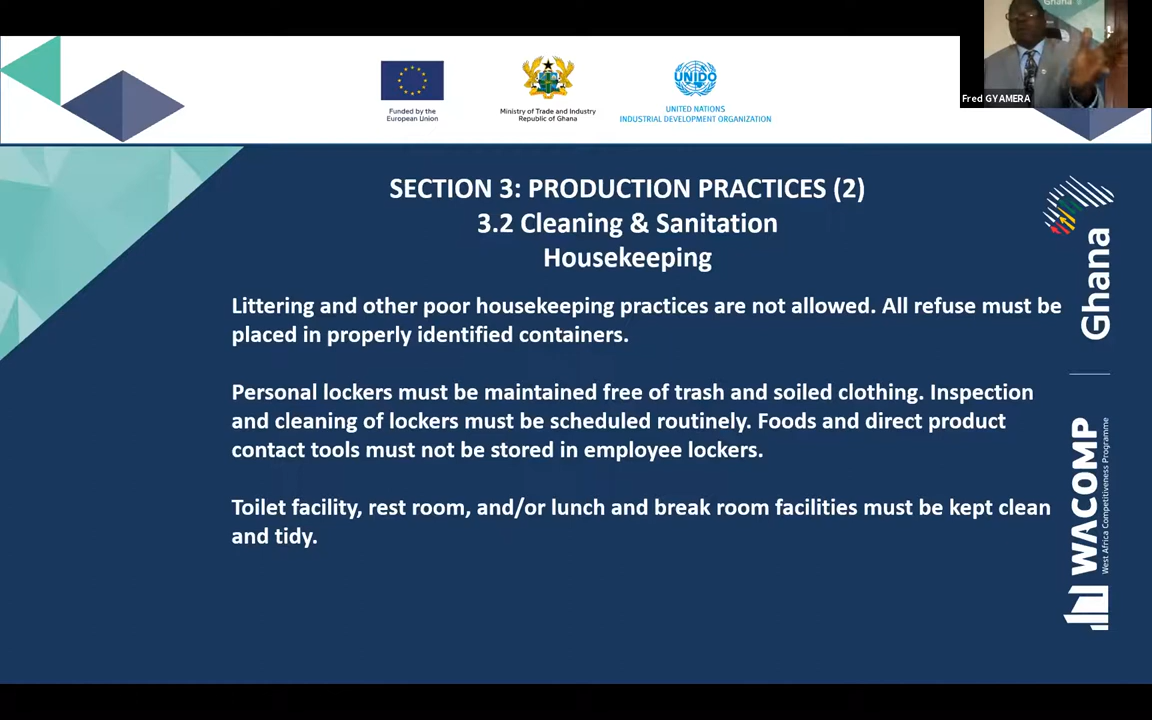 Ghana
Fred GYAMERA
Funded by the
European Union
Ministry of Trade and Industry
Republic of Ghana
UNIDO
UNITED NATIONS
INDUSTRIAL DEVELOPMENT ORGANIZATION
SECTION 3: PRODUCTION PRACTICES (2)
3.2 Cleaning & Sanitation
Housekeeping
Littering and other poor housekeeping practices are not allowed. All refuse must be
placed in properly identified containers.
Personal lockers must be maintained free of trash and soiled clothing. Inspection
and cleaning of lockers must be scheduled routinely. Foods and direct product
contact tools must not be stored in employee lockers.
Toilet facility, rest room, and/or lunch and break room facilities must be kept clean
and tidy.
Ghana
WACOMP
West Africa Competitiveness Programme